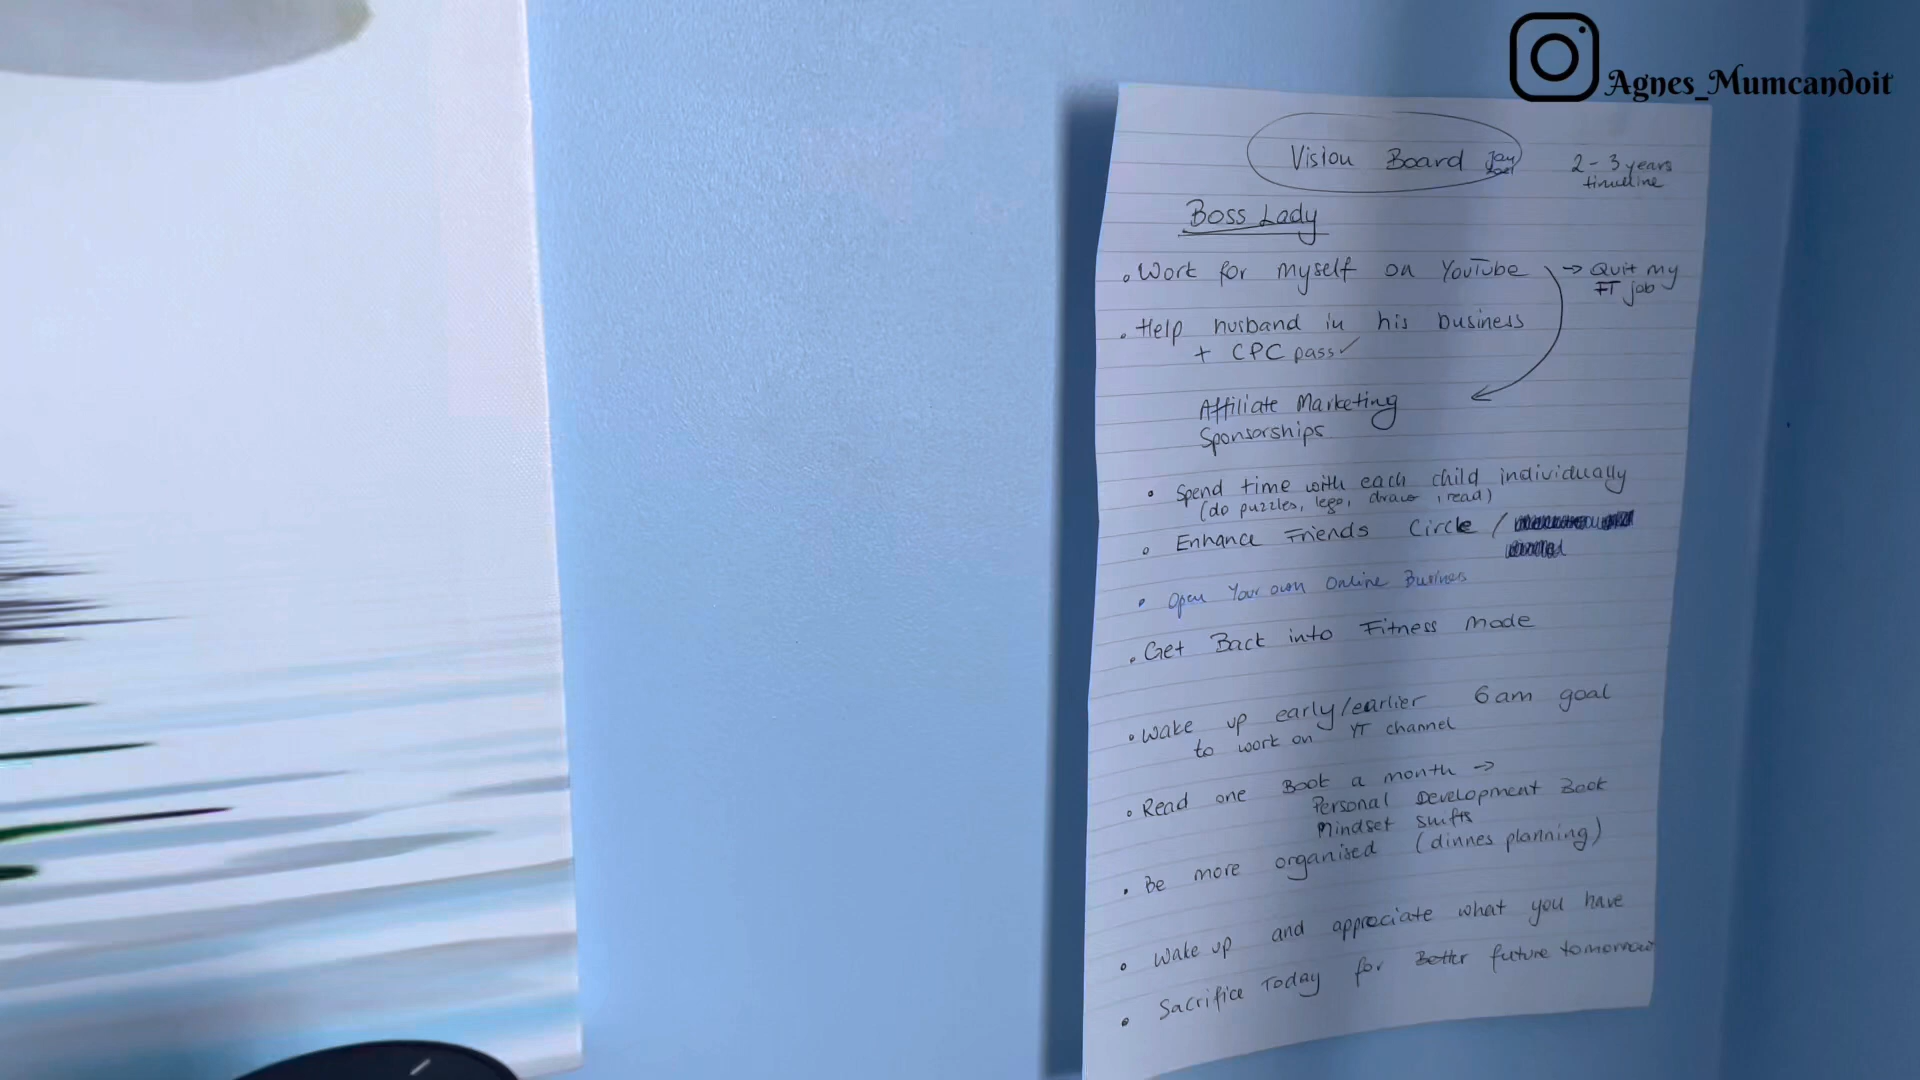 Agnes_Mumcandoit
Vision Board
2 - 3 years
timeline
Boss Lady
• Work for myself on YouTube → Quit my
FT job
• Help husband in his business
+ CPC pass ✓
Affiliate Marketing
Sponsorships
• Spend time with each child individually
(do puzzles, lego, draw, read)
• Enhance Friends Circle /
• Open Your own Online Business
• Get Back into Fitness mode
• Wake up early/earlier 6 am goal
to work on YT channel
• Read one Book a month →
Personal Development Book
Mindset shifts
• Be more organised (dinnes planning)
• Wake up and appreciate what you have
• Sacrifice Today for Better future tomorrow